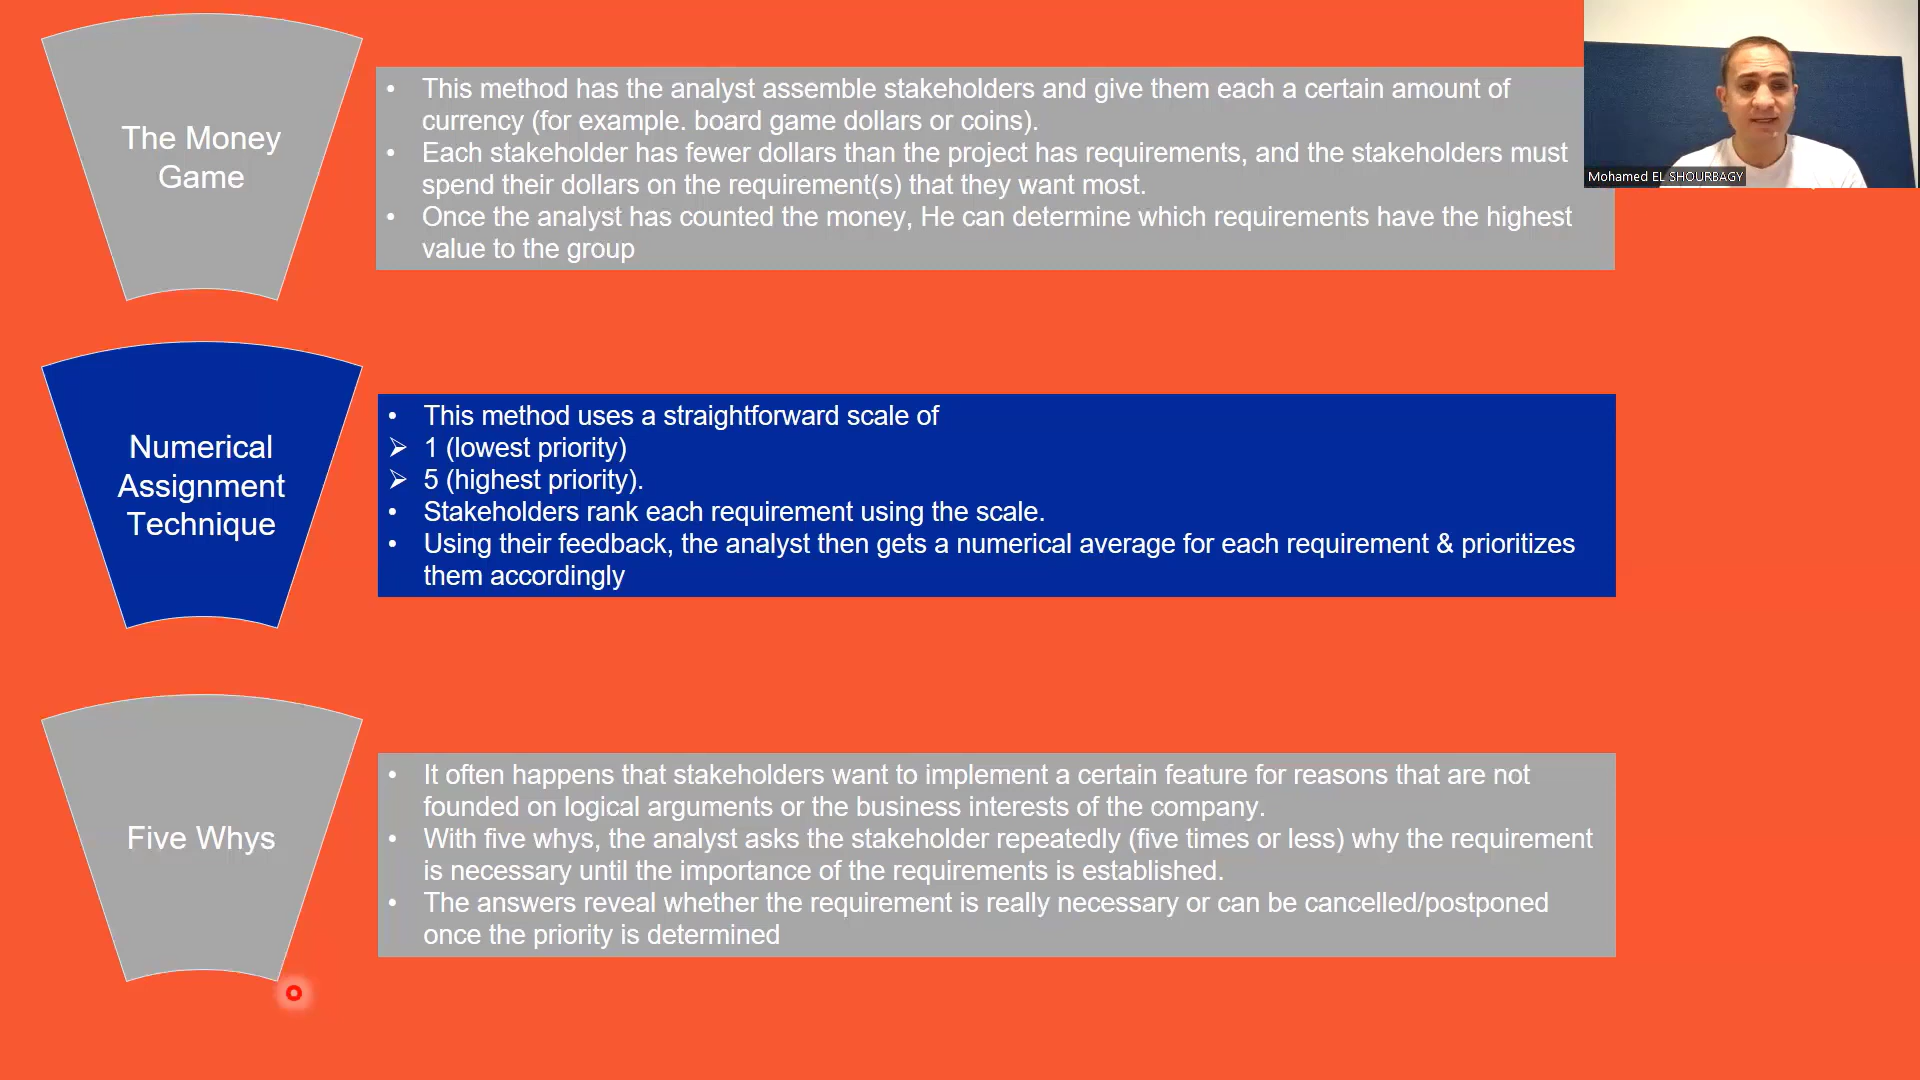 The Money
Game
• This method has the analyst assemble stakeholders and give them each a certain amount of
currency (for example. board game dollars or coins).
• Each stakeholder has fewer dollars than the project has requirements, and the stakeholders must
spend their dollars on the requirement(s) that they want most.
• Once the analyst has counted the money, He can determine which requirements have the highest
value to the group
Mohamed EL SHOURBAGY
Numerical
Assignment
Technique
• This method uses a straightforward scale of
➢ 1 (lowest priority)
➢ 5 (highest priority).
• Stakeholders rank each requirement using the scale.
• Using their feedback, the analyst then gets a numerical average for each requirement & prioritizes
them accordingly
Five Whys
• It often happens that stakeholders want to implement a certain feature for reasons that are not
founded on logical arguments or the business interests of the company.
• With five whys, the analyst asks the stakeholder repeatedly (five times or less) why the requirement
is necessary until the importance of the requirements is established.
• The answers reveal whether the requirement is really necessary or can be cancelled/postponed
once the priority is determined